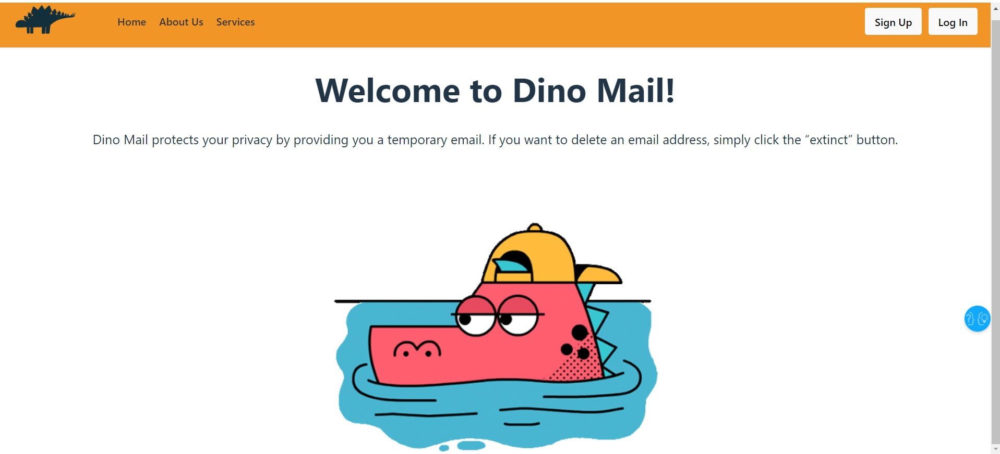 Home About Us Services Sign Up Log In
Welcome to Dino Mail!
Dino Mail protects your privacy by providing you a temporary email. If you want to delete an email address, simply click the “extinct” button.
?